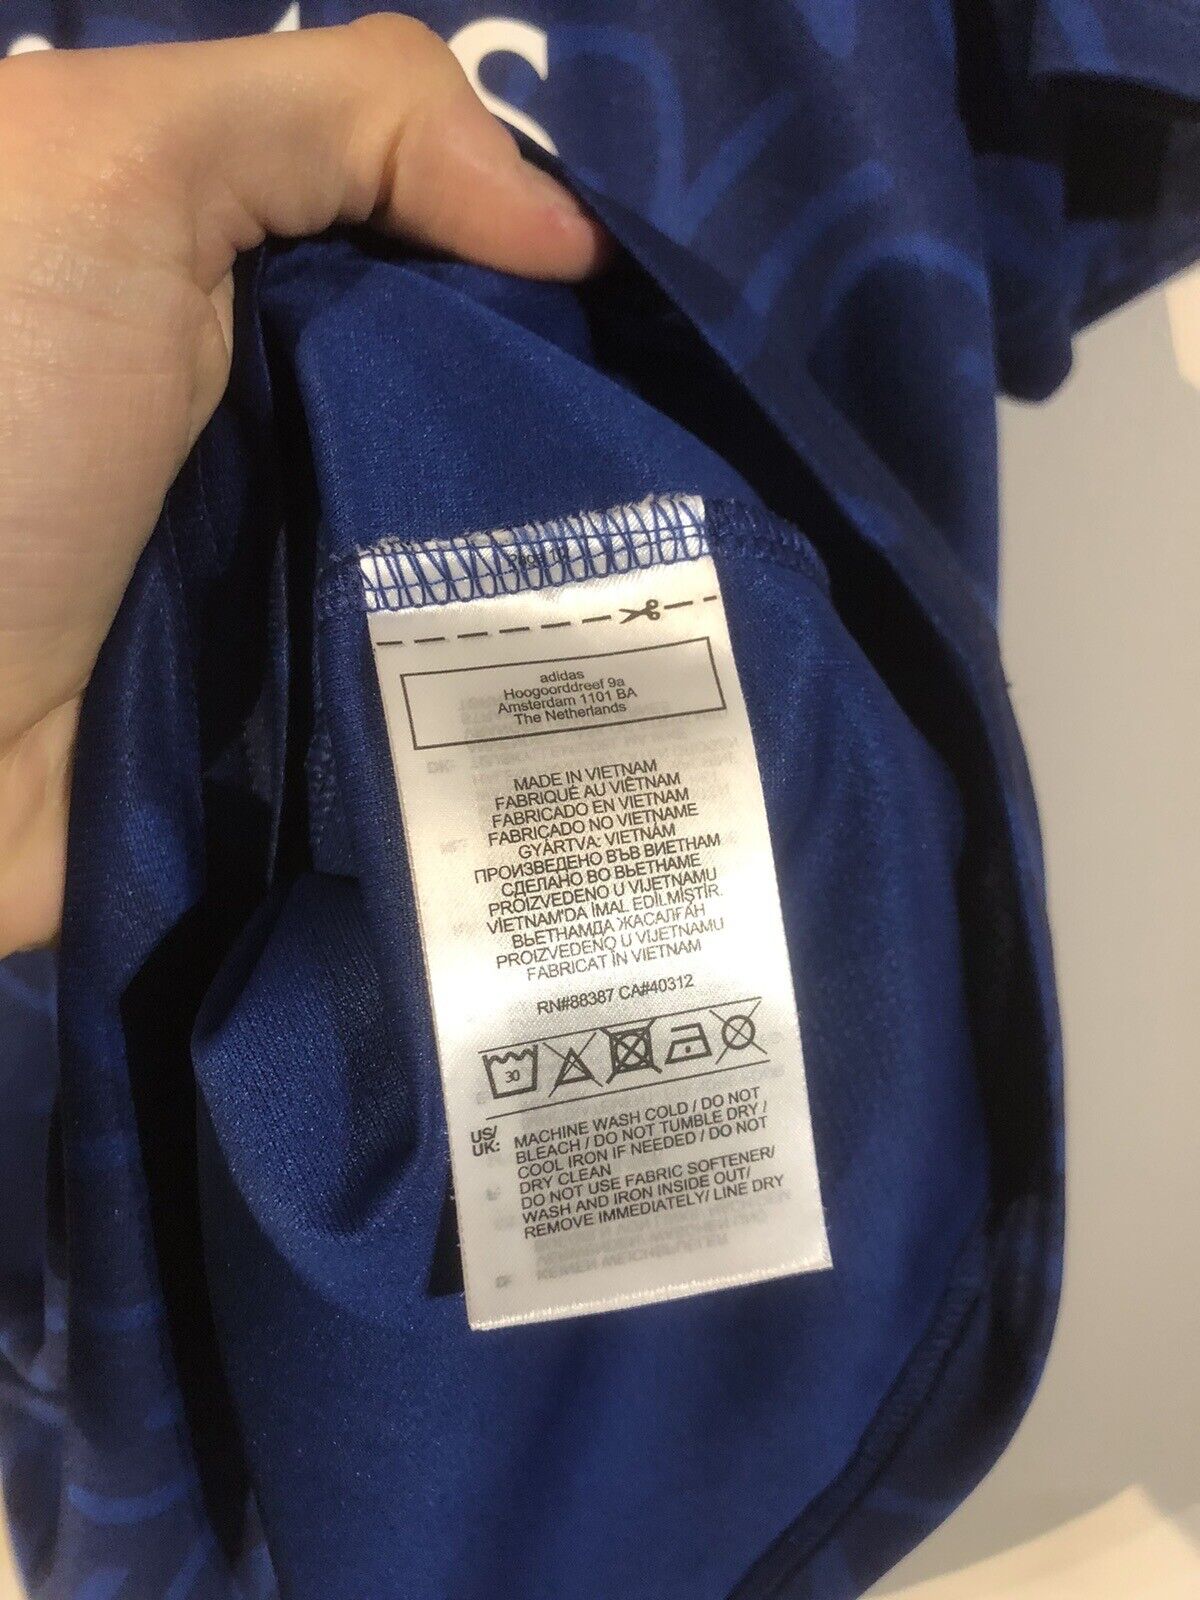 S
Page 10
adidas
Hoogoorddreef 9a
Amsterdam 1101 BA
The Netherlands
MADE IN VIETNAM
FABRIQUÉ AU VIÊTNAM
FABRICADO EN VIETNAM
FABRICADO NO VIETNAME
GYÁRTVA: VIETNÁM
ПРОИЗВЕДЕНО ВЪВ ВИЕТНАМ
СДЕЛАНО ВО ВЬЕТНАМЕ
PROIZVEDENO U VIJETNAMU
VİETNAM'DA İMAL EDİLMİŞTİR.
ВЬЕТНАМДА ЖАСАЛҒАН
PROIZVEDENO U VIJETNAMU
FABRICAT ÎN VIETNAM
RN#88387 CA#40312
30
US/ UK: MACHINE WASH COLD / DO NOT
BLEACH / DO NOT TUMBLE DRY /
COOL IRON IF NEEDED / DO NOT
DRY CLEAN
DO NOT USE FABRIC SOFTENER/
WASH AND IRON INSIDE OUT/
REMOVE IMMEDIATELY/ LINE DRY